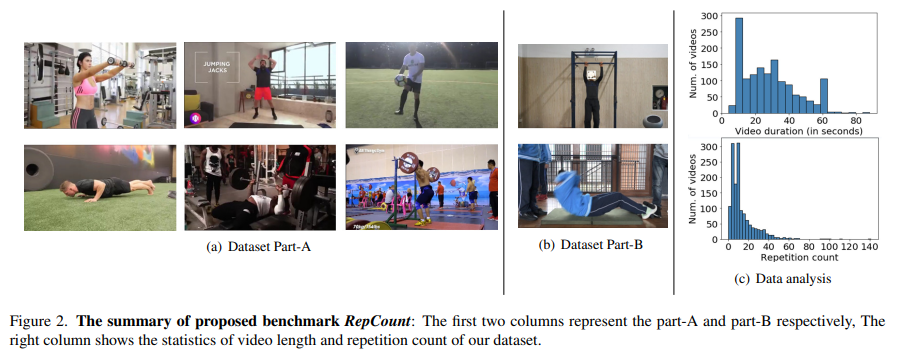 JUMPING
JACKS
70kg/154lbs
(a) Dataset Part-A
(b) Dataset Part-B
300
250
200
150
100
50
0
Num. of videos
0 20 40 60 80
Video duration (in seconds)
300
250
200
150
100
50
0
Num. of videos
0 20 40 60 80 100 120 140
Repetition count
(c) Data analysis
Figure 2. The summary of proposed benchmark RepCount: The first two columns represent the part-A and part-B respectively, The
right column shows the statistics of video length and repetition count of our dataset.